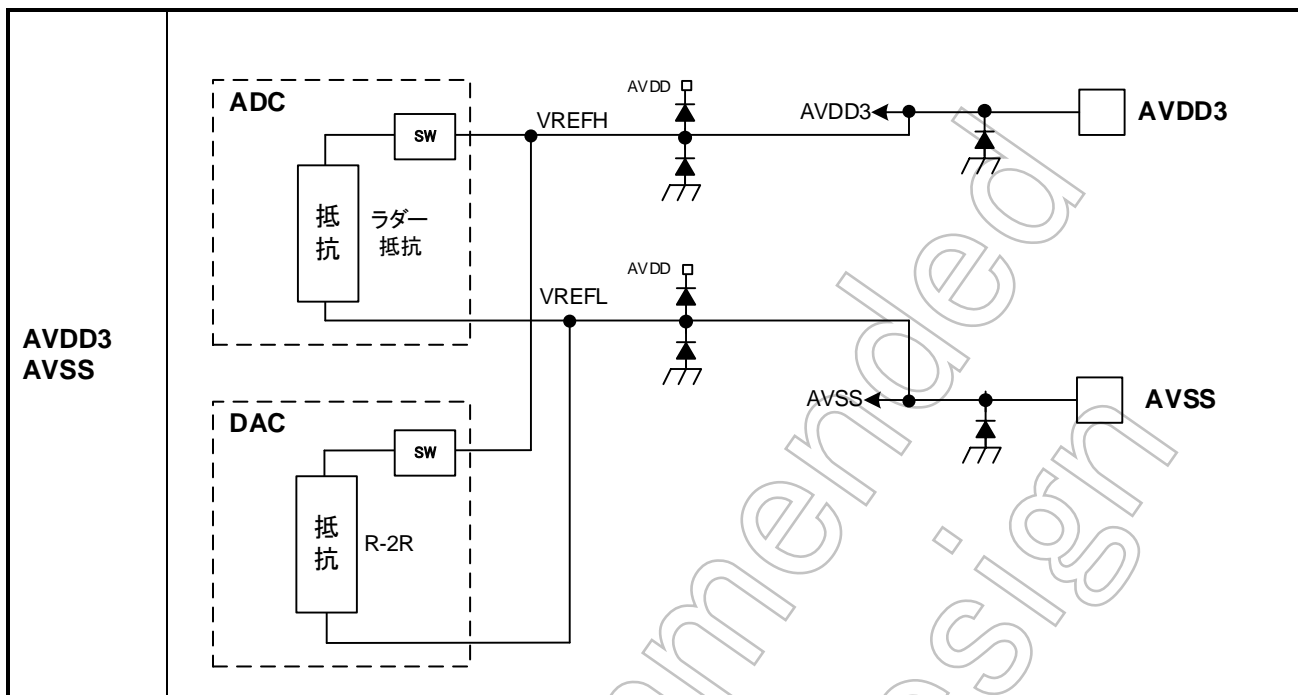 AVDD3
AVSS
ADC
SW
抵
抗
ラダー
抵抗
VREFH
AVDD
AVDD3
AVDD3
VREFL
AVDD
AVSS
AVSS
DAC
SW
抵
抗
R-2R